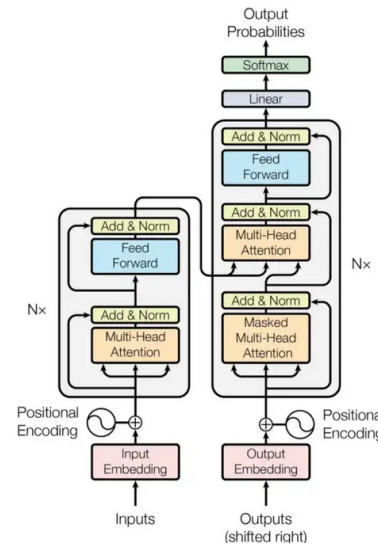 Output
Probabilities
Softmax
Linear
Add & Norm
Feed
Forward
Add & Norm
Multi-Head
Attention
Add & Norm
Masked
Multi-Head
Attention
N×
Add & Norm
Feed
Forward
N×
Add & Norm
Multi-Head
Attention
Positional
Encoding
Positiona
Encoding
Input
Embedding
Output
Embedding
Inputs
Outputs
(shifted right)